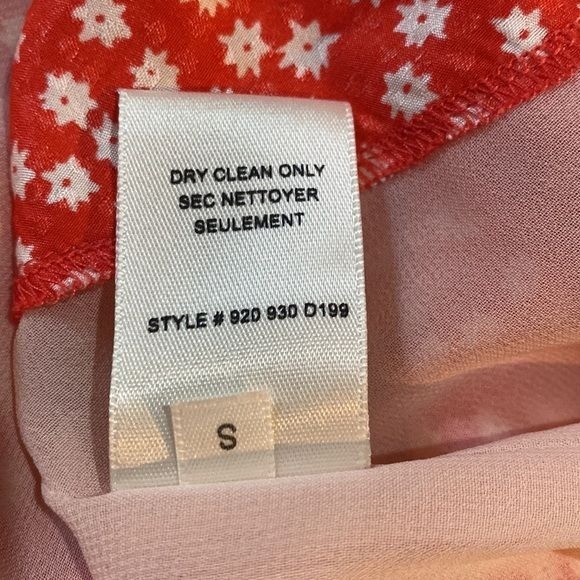 DRY CLEAN ONLY
SEC NETTOYER
SEULEMENT
STYLE # 920 930 D199
S